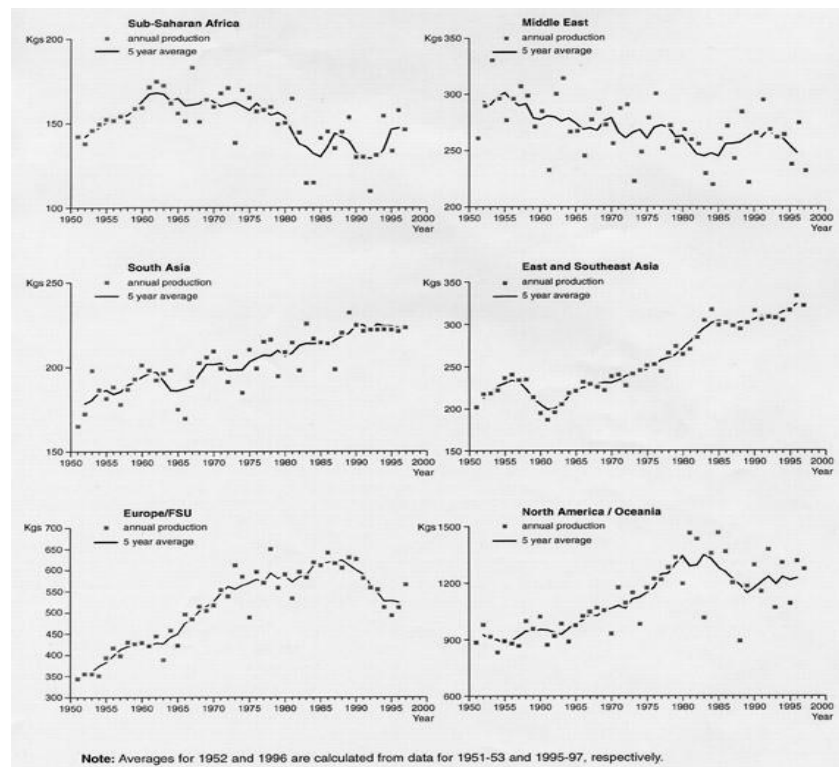 Sub-Saharan Africa
Kgs
200
annual production
5 year average
150
100
1950 1955 1960 1965 1970 1975 1980 1985 1990 1995 2000
Year
Middle East
Kgs
350
annual production
5 year average
300
250
200
1950 1955 1960 1965 1970 1975 1980 1985 1990 1995 2000
Year
South Asia
Kgs
250
annual production
5 year average
200
150
1950 1955 1960 1965 1970 1975 1980 1985 1990 1995 2000
Year
East and Southeast Asia
Kgs
350
annual production
5 year average
300
250
200
150
1950 1955 1960 1965 1970 1975 1980 1985 1990 1995 2000
Year
Europe/FSU
Kgs
700
annual production
5 year average
650
600
550
500
450
400
350
300
1950 1955 1960 1965 1970 1975 1980 1985 1990 1995 2000
Year
North America / Oceania
Kgs
1500
annual production
5 year average
1200
900
600
1950 1955 1960 1965 1970 1975 1980 1985 1990 1995 2000
Year
Note: Averages for 1952 and 1996 are calculated from data for 1951-53 and 1995-97, respectively.